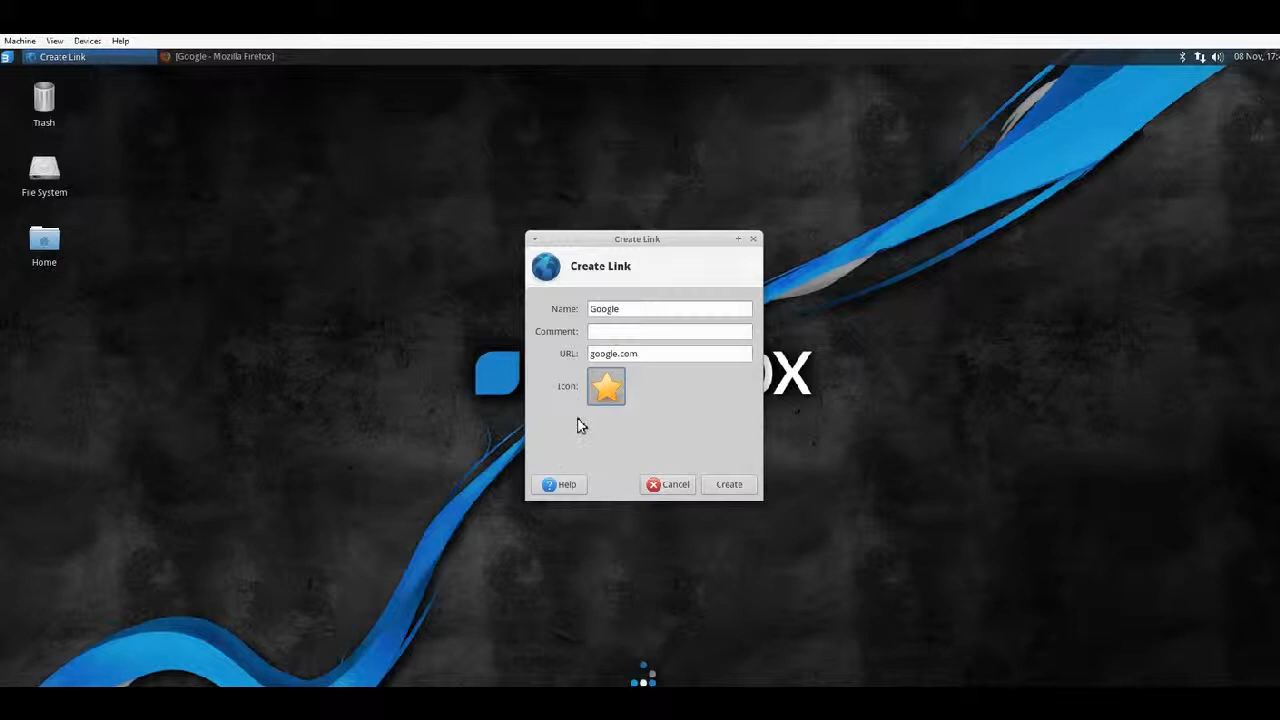 Machine View Devices Help
Create Link [Google - Mozilla Firefox] 08 Nov, 17:4
Trash
File System
Home
Create Link
Create Link
Name: Google
Comment:
URL: google.com
Icon:
Help Cancel Create